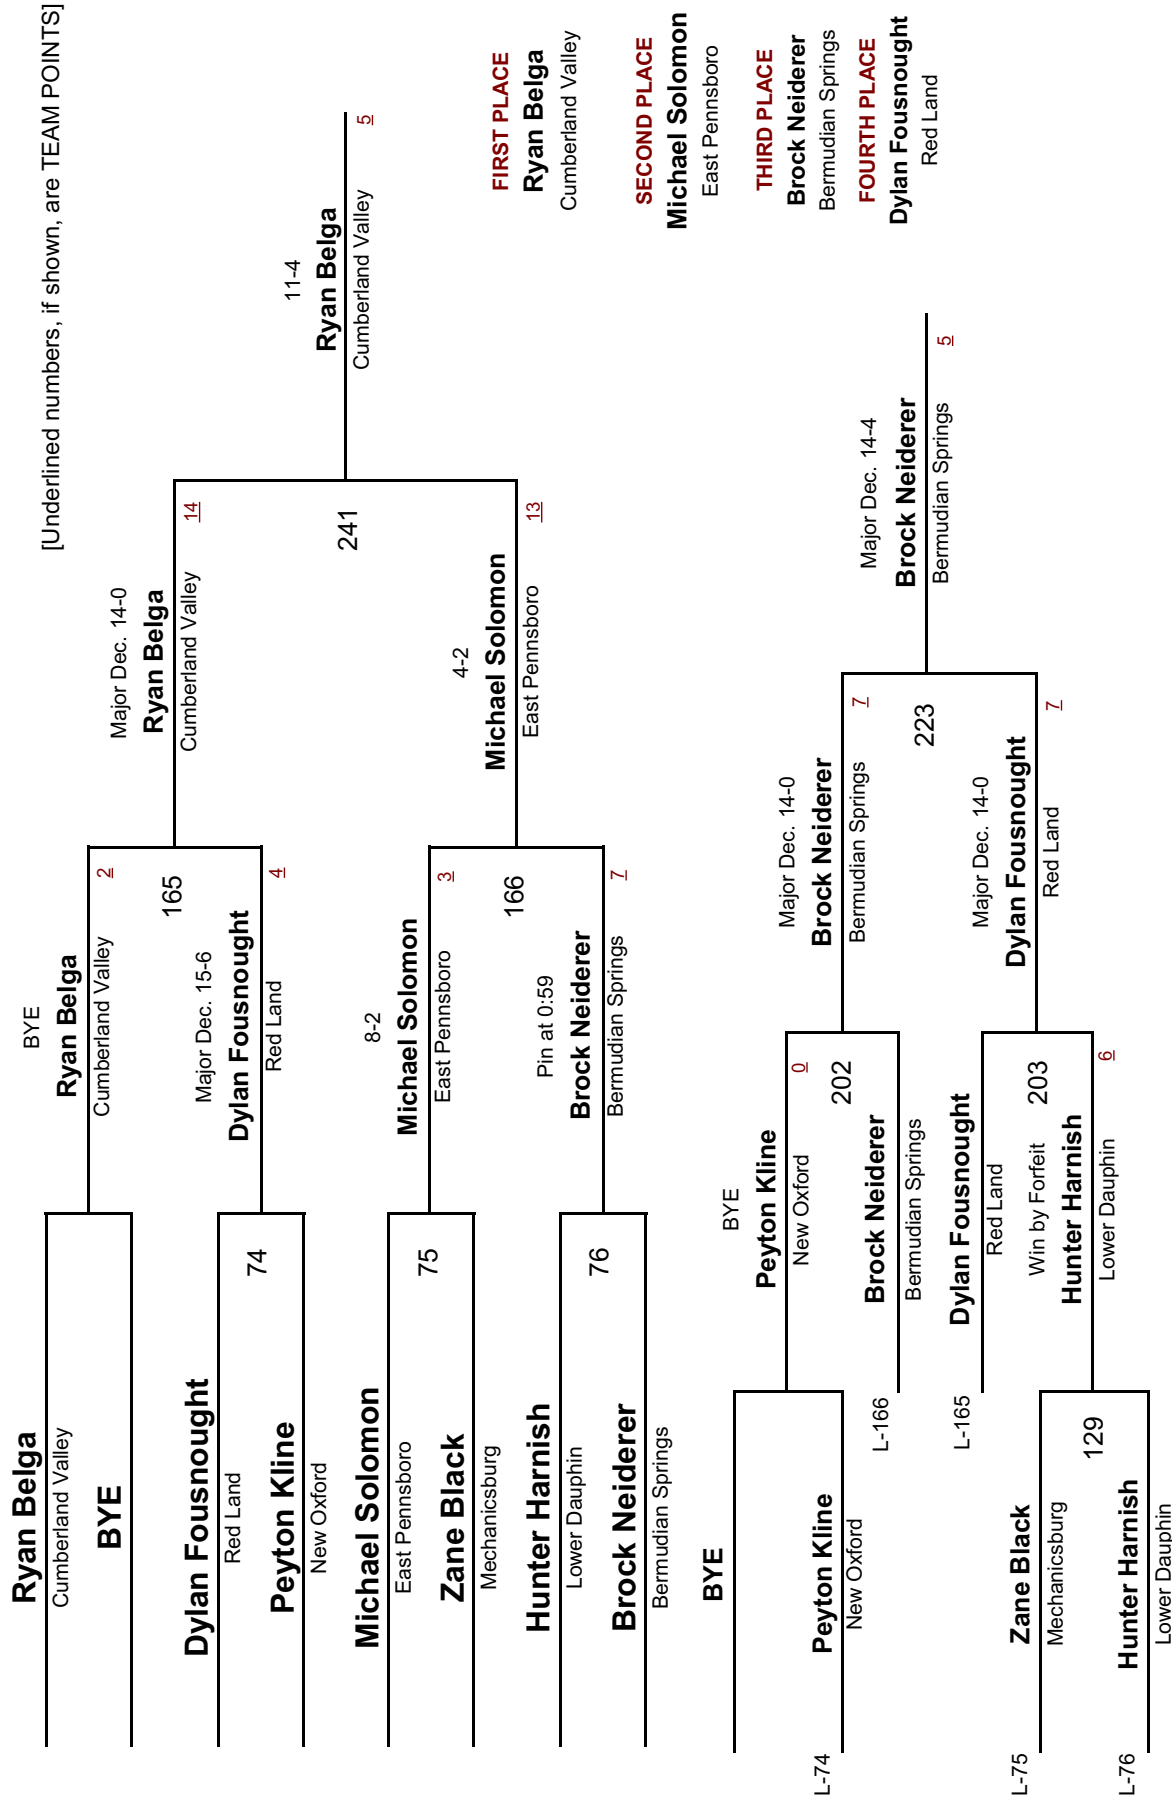 [Underlined numbers, if shown, are TEAM POINTS]
Ryan Belga
Cumberland Valley
BYE
Dylan Fousnought
Red Land
74
Peyton Kline
New Oxford
Michael Solomon
East Pennsboro
75
Zane Black
Mechanicsburg
Hunter Harnish
Lower Dauphin
76
Brock Neiderer
Bermudian Springs
BYE
Ryan Belga
Cumberland Valley
2
165
Major Dec. 15-6
Dylan Fousnought
Red Land
4
8-2
Michael Solomon
East Pennsboro
3
166
Pin at 0:59
Brock Neiderer
Bermudian Springs
7
Major Dec. 14-0
Ryan Belga
Cumberland Valley
14
241
4-2
Michael Solomon
East Pennsboro
13
11-4
Ryan Belga
Cumberland Valley
5
FIRST PLACE
Ryan Belga
Cumberland Valley
SECOND PLACE
Michael Solomon
East Pennsboro
THIRD PLACE
Brock Neiderer
Bermudian Springs
FOURTH PLACE
Dylan Fousnought
Red Land
BYE
L-74
Peyton Kline
New Oxford
L-75
Zane Black
Mechanicsburg
129
L-76
Hunter Harnish
Lower Dauphin
BYE
Peyton Kline
New Oxford
0
202
L-166
Brock Neiderer
Bermudian Springs
L-165
Dylan Fousnought
Red Land
203
Win by Forfeit
Hunter Harnish
Lower Dauphin
6
Major Dec. 14-0
Brock Neiderer
Bermudian Springs
7
223
Major Dec. 14-0
Dylan Fousnought
Red Land
7
Major Dec. 14-4
Brock Neiderer
Bermudian Springs
5